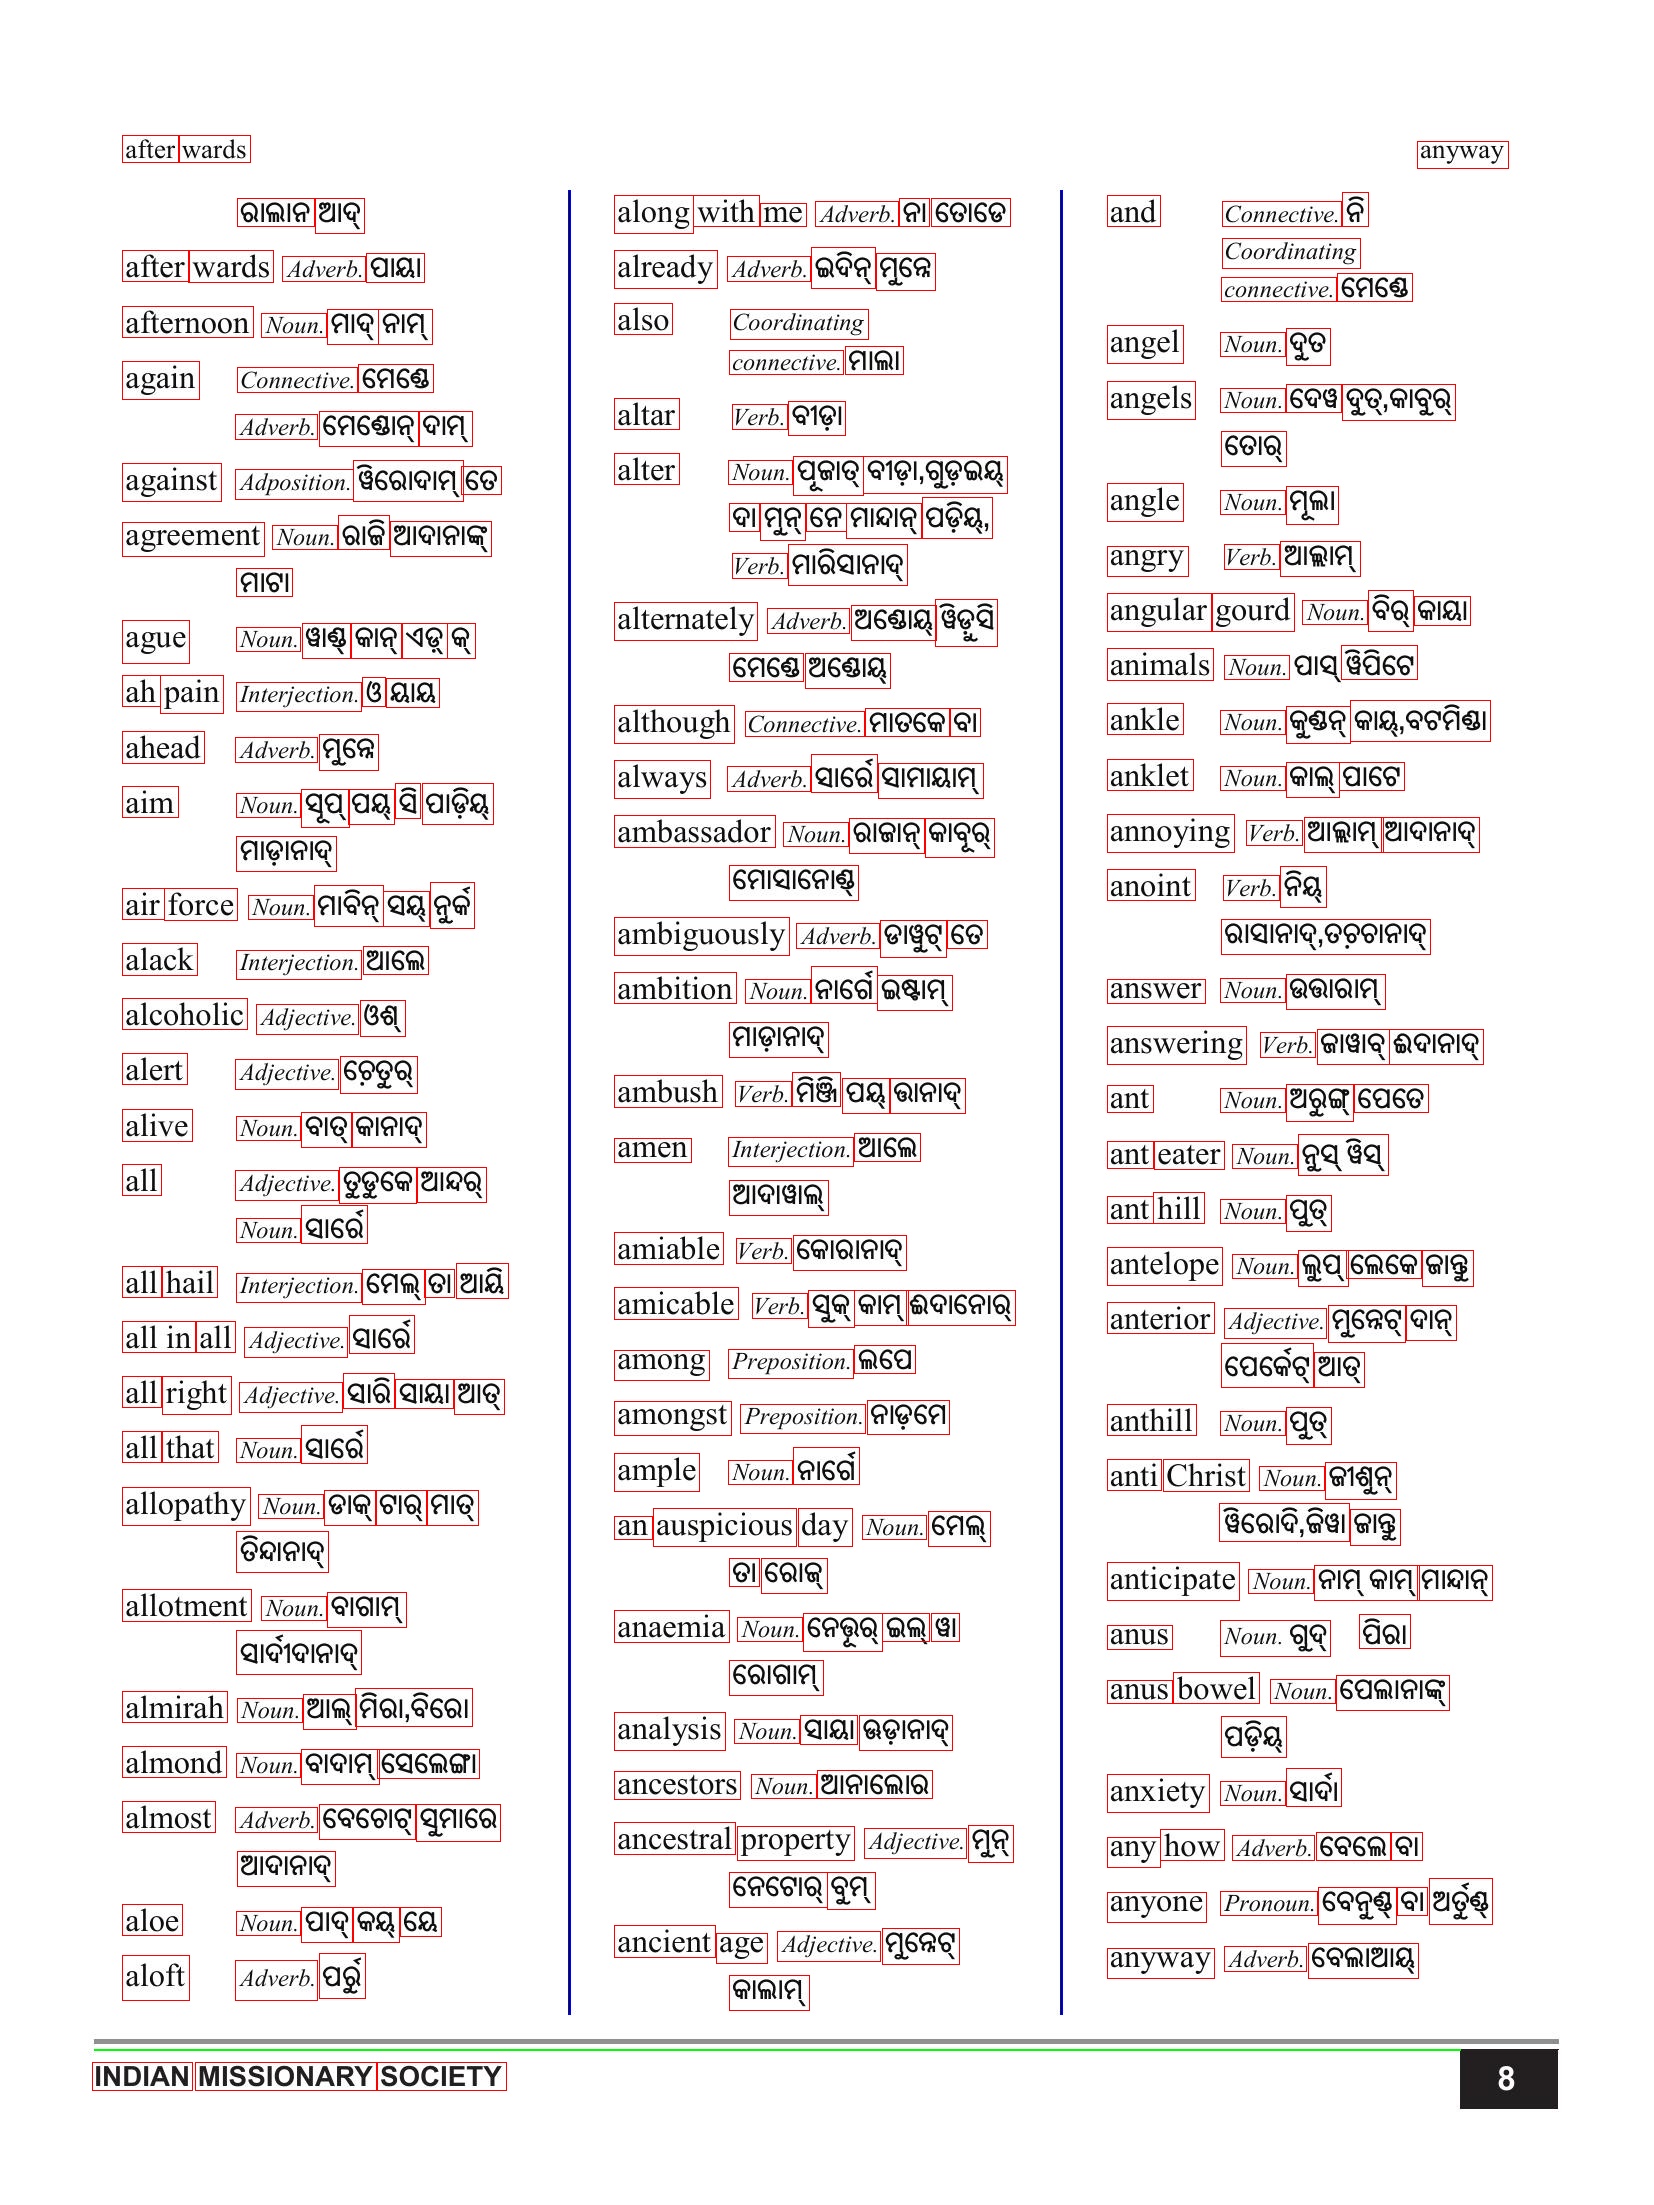 after wards
anyway
ରାଲାନ ଆଦ୍
after wards Adverb. ପାୟା
afternoon Noun. ମାଦ୍ ନାମ୍
again Connective. ମେଣ୍ଡେ
Adverb. ମେଣ୍ଡୋନ୍ ଦାମ୍
against Adposition. ୱିରୋଦାମ୍ ତେ
agreement Noun. ରାଜି ଆଦାନାଙ୍କ୍
ମାଟା
ague Noun. ୱାଣ୍ଡ୍ କାନ୍ ଏଡ଼୍ କ୍
ah pain Interjection. ଓ ୟାୟ
ahead Adverb. ମୁନ୍ନେ
aim Noun. ସୂପ୍ ପୟ୍ ସି ପାଡ଼ିୟ୍
ମାଡ଼ାନାଦ୍
air force Noun. ମାବିନ୍ ସୟ୍ ନୁର୍କ
alack Interjection. ଆଲେ
alcoholic Adjective. ଓଶ୍
alert Adjective. ଚେ଼ତୁର୍
alive Noun. ବାତ୍ କାନାଦ୍
all Adjective. ତୁଡୁକେ ଆନ୍ଦର୍
Noun. ସାର୍ରେ
all hail Interjection. ମେଲ୍ ତା ଆୟି
all in all Adjective. ସାର୍ରେ
all right Adjective. ସାରି ସାୟା ଆତ୍
all that Noun. ସାର୍ରେ
allopathy Noun. ଡାକ୍ ଟାର୍ ମାତ୍
ତିନ୍ଦାନାଦ୍
allotment Noun. ବାଗାମ୍
ସାର୍ଦୀଦାନାଦ୍
almirah Noun. ଆଲ୍ ମିରା,ବିରୋ
almond Noun. ବାଦାମ୍ ସେଲେଙ୍ଗା
almost Adverb. ବେଚୋଟ୍ ସୁମାରେ
ଆଦାନାଦ୍
aloe Noun. ପାଦ୍ କୟ୍ ୟେ
aloft Adverb. ପର୍ରୁ
along with me Adverb. ନା ତୋଡେ
already Adverb. ଇଦିନ୍ ମୁନ୍ନେ
also Coordinating
connective. ମାଲା
altar Verb. ବୀଡ଼ା
alter Noun. ପୂଜାତ୍ ବୀଡ଼ା,ଗୁଡ଼ଇୟ୍
ଦା ମୁନ୍ ନେ ମାନ୍ଦାନ୍ ପଡ଼ିୟ୍,
Verb. ମାରିସାନାଦ୍
alternately Adverb. ଅଣ୍ଡୋୟ୍ ୱିଡ଼ୁସି
ମେଣ୍ଡେ ଅଣ୍ଡୋୟ୍
although Connective. ମାତକେ ବା
always Adverb. ସାର୍ରେ ସାମାୟାମ୍
ambassador Noun. ରାଜାନ୍ କାବୂର୍
ମୋସାନୋଣ୍ଡ୍
ambiguously Adverb. ଡାୱୁଟ୍ ତେ
ambition Noun. ନାର୍ଗେ ଇଷ୍ଟାମ୍
ମାଡ଼ାନାଦ୍
ambush Verb. ମିଞ୍ଜି ପୟ୍ ଉାନାଦ୍
amen Interjection. ଆଲେ
ଆଦାୱାଲ୍
amiable Verb. କୋରାନାଦ୍
amicable Verb. ସୁକ୍ କାମ୍ ଈଦାନୋର୍
among Preposition. ଲପେ
amongst Preposition. ନାଡ଼ମେ
ample Noun. ନାର୍ଗେ
an auspicious day Noun. ମେଲ୍
ତା ରୋଜ୍
anaemia Noun. ନେତ୍ତୂର୍ ଇଲ୍ ୱା
ରୋଗାମ୍
analysis Noun. ସାୟା ଊଡ଼ାନାଦ୍
ancestors Noun. ଆନାଲୋର
ancestral property Adjective. ମୁନ୍
ନେଟୋର୍ ବୁମ୍
ancient age Adjective. ମୁନ୍ନେଟ୍
କାଲାମ୍
and Connective. ନି
Coordinating
connective. ମେଣ୍ଡେ
angel Noun. ଦୁତ
angels Noun. ଦେୱ ଦୁତ୍,କାବୁର୍
ତୋର୍
angle Noun. ମୂଲା
angry Verb. ଆଲ୍ଲାମ୍
angular gourd Noun. ବିର୍ କାୟା
animals Noun. ପାସ୍ ୱିପିଟେ
ankle Noun. କୁଣ୍ଡନ୍ କାୟ୍,ବଟମିଣ୍ଡା
anklet Noun. କାଲ୍ ପାଟେ
annoying Verb. ଆଲ୍ଲାମ୍ ଆଦାନାଦ୍
anoint Verb. ନିୟ୍
ରାସାନାଦ୍,ତଚ଼ଚାନାଦ୍
answer Noun. ଉତ୍ତାରାମ୍
answering Verb. ଜାୱାବ୍ ଈଦାନାଦ୍
ant Noun. ଅରୁଙ୍ଗ୍ ପେତେ
ant eater Noun. ନୁସ୍ ୱିସ୍
ant hill Noun. ପୁତ୍
antelope Noun. ଲୁପ୍ ଲେକେ ଜାନ୍ତୁ
anterior Adjective. ମୁନ୍ନେଟ୍ ଦାନ୍
ପେର୍କେଟ୍ ଆତ୍
anthill Noun. ପୁତ୍
anti Christ Noun. ଜୀଶୁନ୍
ୱିରୋଦି,ଜିୱା ଜାନ୍ତୁ
anticipate Noun. ନାମ୍ କାମ୍ ମାନ୍ଦାନ୍
anus Noun. ଗୁଦ୍ ପିରା
anus bowel Noun. ପେଲାନାଙ୍କ୍
ପଡ଼ିୟ୍
anxiety Noun. ସାର୍ଦା
any how Adverb. ବେଲେ ବା
anyone Pronoun. ବେନୁଣ୍ଡ୍ ବା ଅର୍ତୁଣ୍ଡ୍
anyway Adverb. ବେଲାଆୟ୍
INDIAN MISSIONARY SOCIETY
8